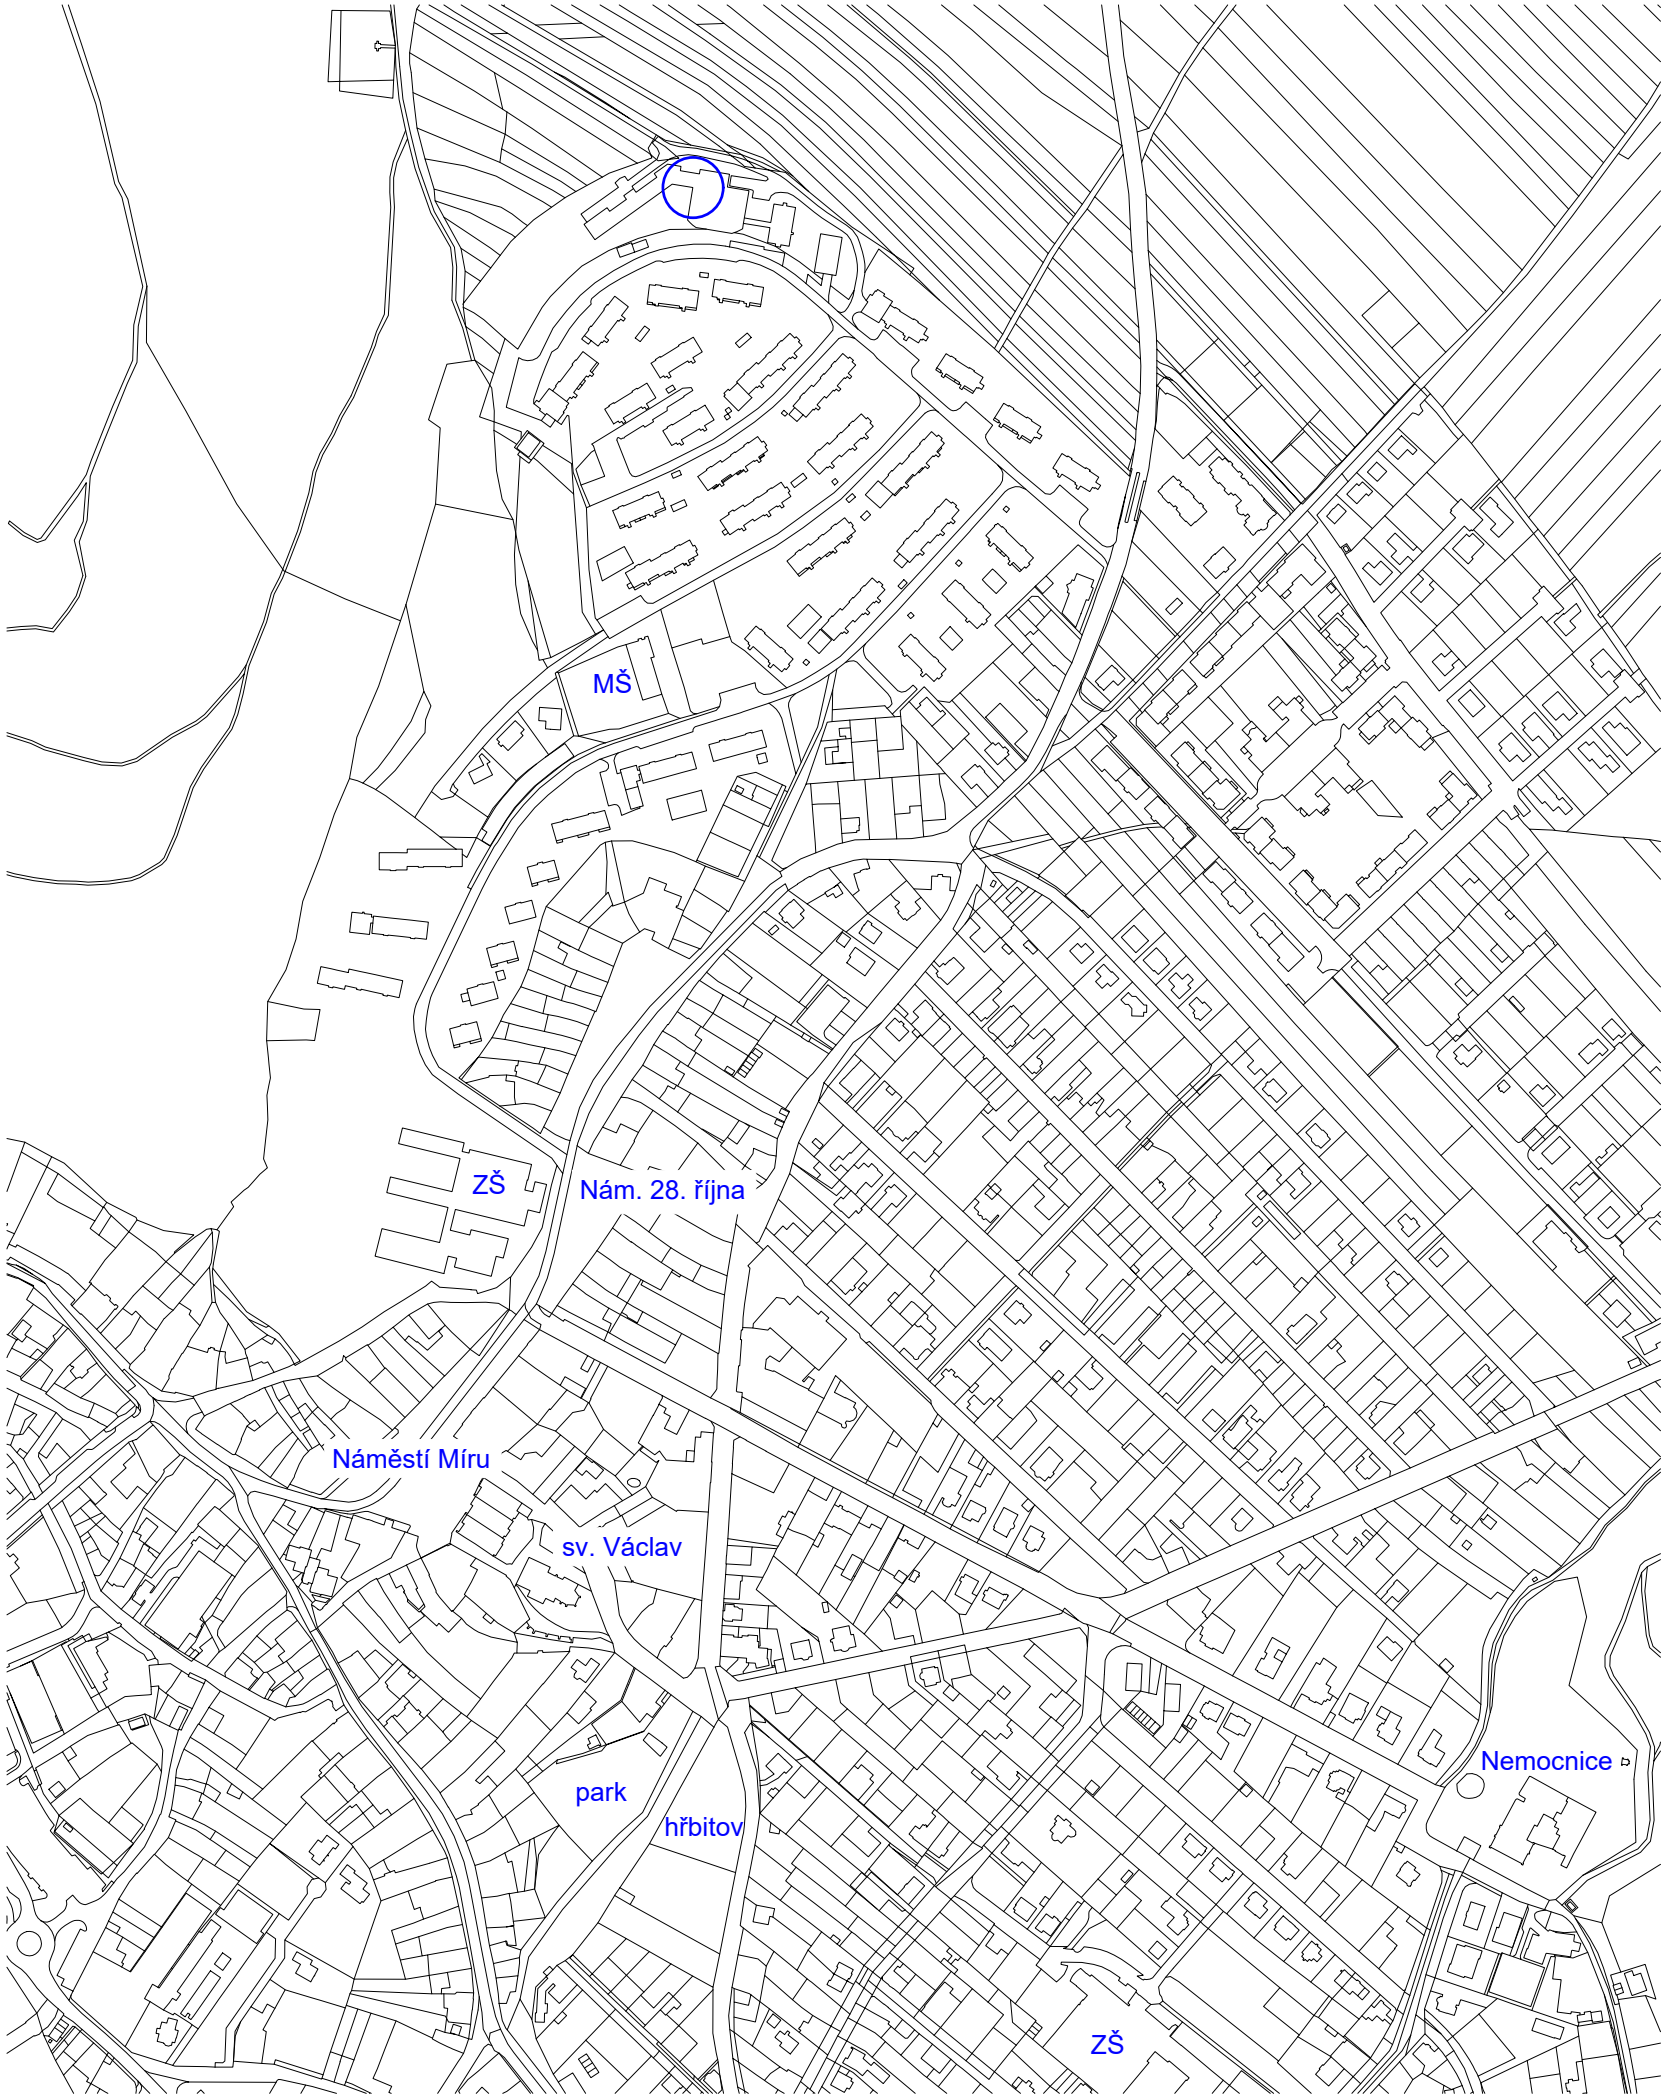 MŠ
ZŠ
Nám. 28. října
Náměstí Míru
sv. Václav
Nemocnice
park
hřbitov
ZŠ